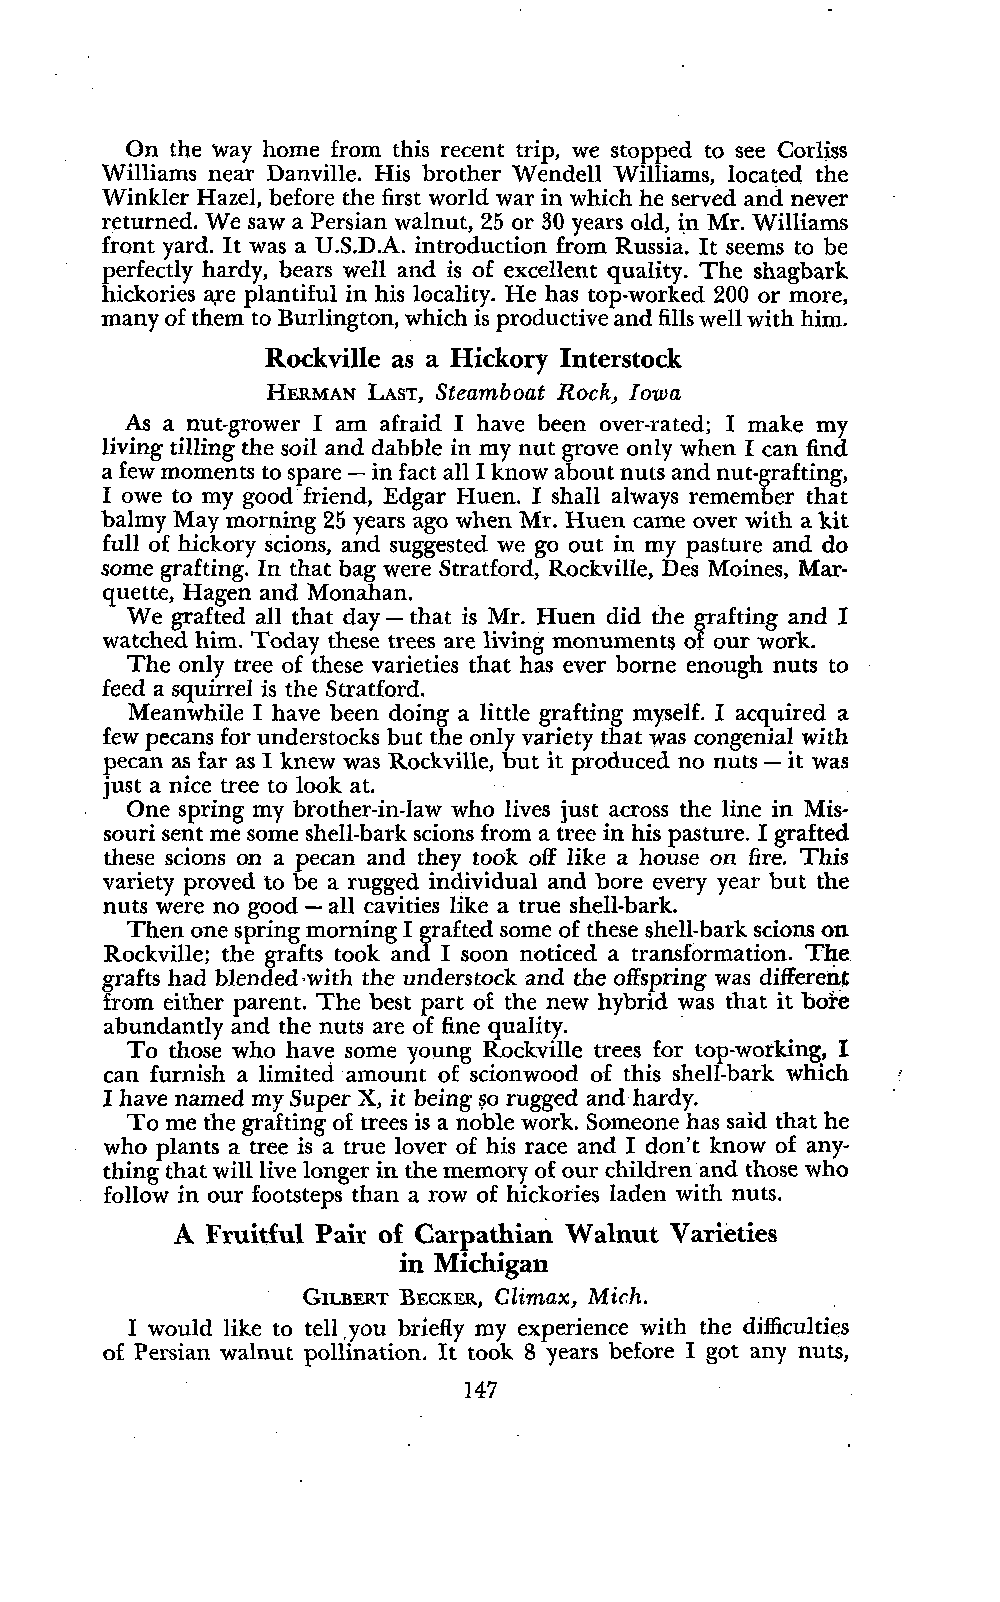 On the way home from this recent trip, we stopped to see Corliss
Williams near Danville. His brother Wendell Williams, located the
Winkler Hazel, before the first world war in which he served and never
returned. We saw a Persian walnut, 25 or 30 years old, in Mr. Williams
front yard. It was a U.S.D.A. introduction from Russia. It seems to be
perfectly hardy, bears well and is of excellent quality. The shagbark
hickories are plantiful in his locality. He has top-worked 200 or more,
many of them to Burlington, which is productive and fills well with him.
Rockville as a Hickory Interstock
HERMAN LAST, Steamboat Rock, Iowa
As a nut-grower I am afraid I have been over-rated; I make my
living tilling the soil and dabble in my nut grove only when I can find
a few moments to spare — in fact all I know about nuts and nut-grafting,
I owe to my good friend, Edgar Huen. I shall always remember that
balmy May morning 25 years ago when Mr. Huen came over with a kit
full of hickory scions, and suggested we go out in my pasture and do
some grafting. In that bag were Stratford, Rockville, Des Moines, Mar-
quette, Hagen and Monahan.
We grafted all that day — that is Mr. Huen did the grafting and I
watched him. Today these trees are living monuments of our work.
The only tree of these varieties that has ever borne enough nuts to
feed a squirrel is the Stratford.
Meanwhile I have been doing a little grafting myself. I acquired a
few pecans for understocks but the only variety that was congenial with
pecan as far as I knew was Rockville, but it produced no nuts — it was
just a nice tree to look at.
One spring my brother-in-law who lives just across the line in Mis-
souri sent me some shell-bark scions from a tree in his pasture. I grafted
these scions on a pecan and they took off like a house on fire. This
variety proved to be a rugged individual and bore every year but the
nuts were no good — all cavities like a true shell-bark.
Then one spring morning I grafted some of these shell-bark scions on
Rockville; the grafts took and I soon noticed a transformation. The
grafts had blended with the understock and the offspring was different
from either parent. The best part of the new hybrid was that it bore
abundantly and the nuts are of fine quality.
To those who have some young Rockville trees for top-working, I
can furnish a limited amount of scionwood of this shell-bark which
I have named my Super X, it being so rugged and hardy.
To me the grafting of trees is a noble work. Someone has said that he
who plants a tree is a true lover of his race and I don't know of any-
thing that will live longer in the memory of our children and those who
follow in our footsteps than a row of hickories laden with nuts.
A Fruitful Pair of Carpathian Walnut Varieties
in Michigan
GILBERT BECKER, Climax, Mich.
I would like to tell you briefly my experience with the difficulties
of Persian walnut pollination. It took 8 years before I got any nuts,
147